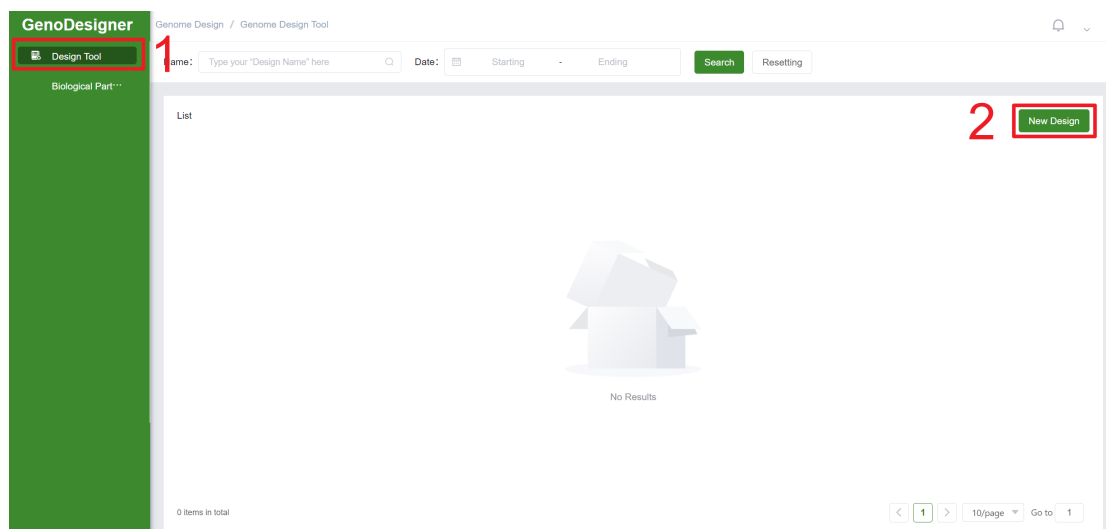 GenoDesigner
Genome Design / Genome Design Tool
Design Tool
1
ame: Type your "Design Name" here Date: Starting - Ending Search Resetting
Biological Part···
List
2
New Design
No Results
0 items in total
1 10/page Go to 1